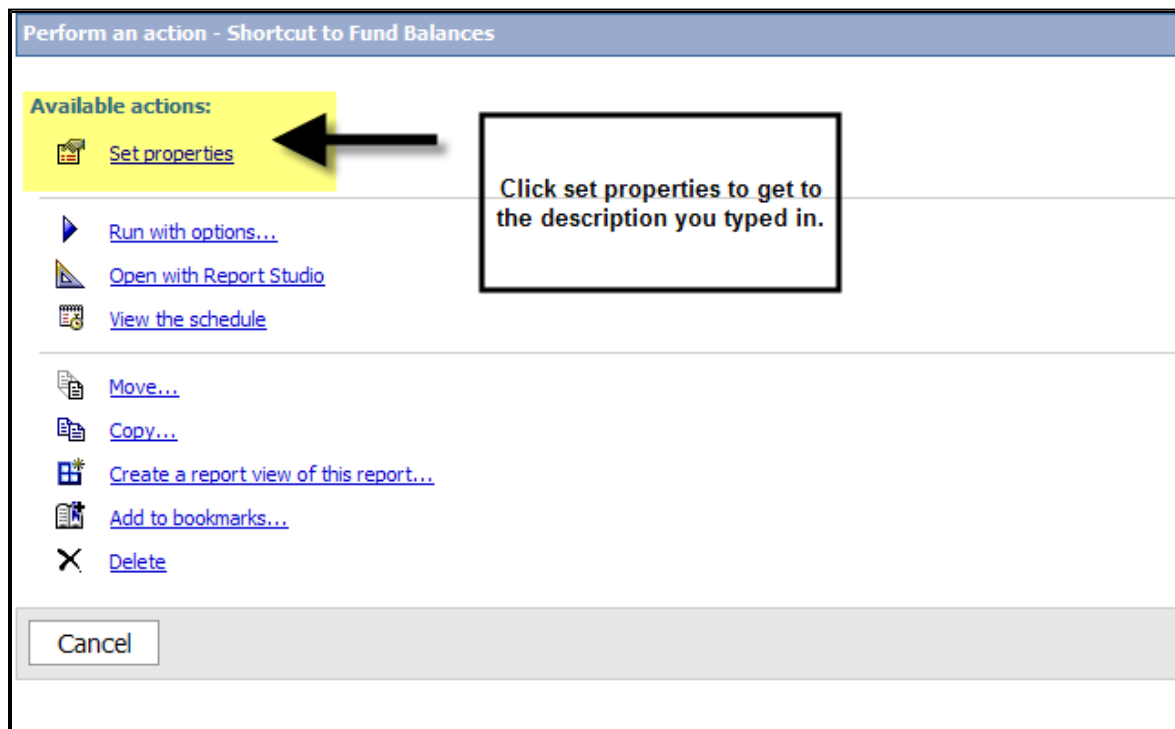 Perform an action - Shortcut to Fund Balances
Available actions:
Set properties
Click set properties to get to
the description you typed in.
Run with options...
Open with Report Studio
View the schedule
Move...
Copy...
Create a report view of this report...
Add to bookmarks...
Delete
Cancel